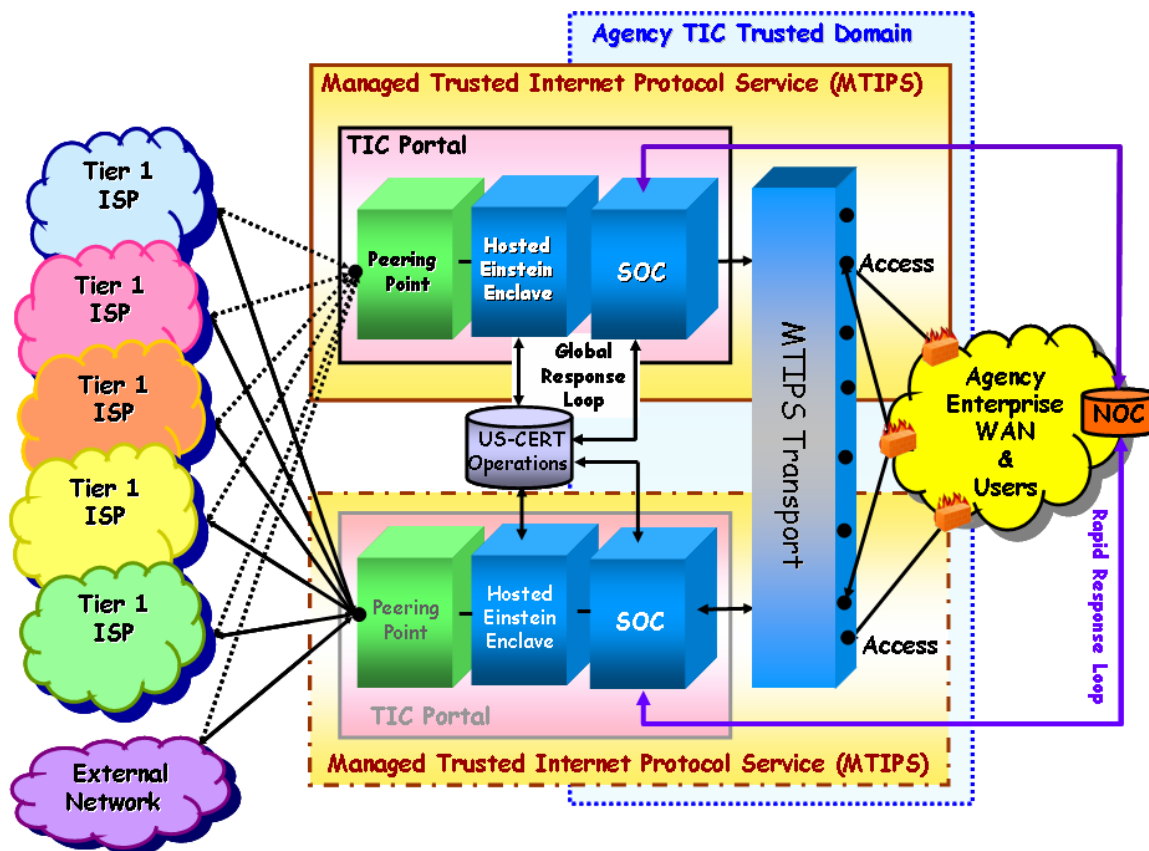 Agency TIC Trusted Domain
Managed Trusted Internet Protocol Service (MTIPS)
TIC Portal
Tier 1
ISP
Tier 1
ISP
Tier 1
ISP
Tier 1
ISP
Tier 1
ISP
External
Network
Peering
Point
Hosted
Einstein
Enclave
SOC
Global
Response
Loop
US-CERT
Operations
MTIPS Transport
Access
Agency
Enterprise
WAN
&
Users
NOC
Rapid Response Loop
Peering
Point
Hosted
Einstein
Enclave
SOC
Access
TIC Portal
Managed Trusted Internet Protocol Service (MTIPS)